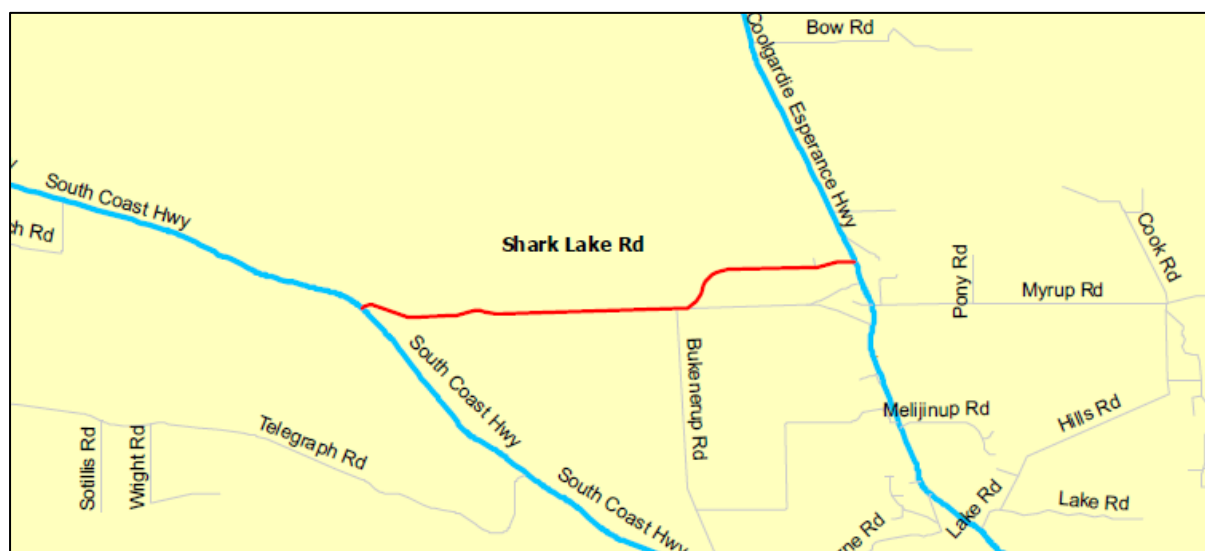 Bow Rd
Coolgardie Esperance Hwy
South Coast Hwy
Shark Lake Rd
Cook Rd
Pony Rd
Myrup Rd
South Coast Hwy
Bukenerup Rd
Melijinup Rd
Hills Rd
Telegraph Rd
Sotillis Rd
Wright Rd
South Coast Hwy
Lake Rd
Lake Rd
Rd
Rd